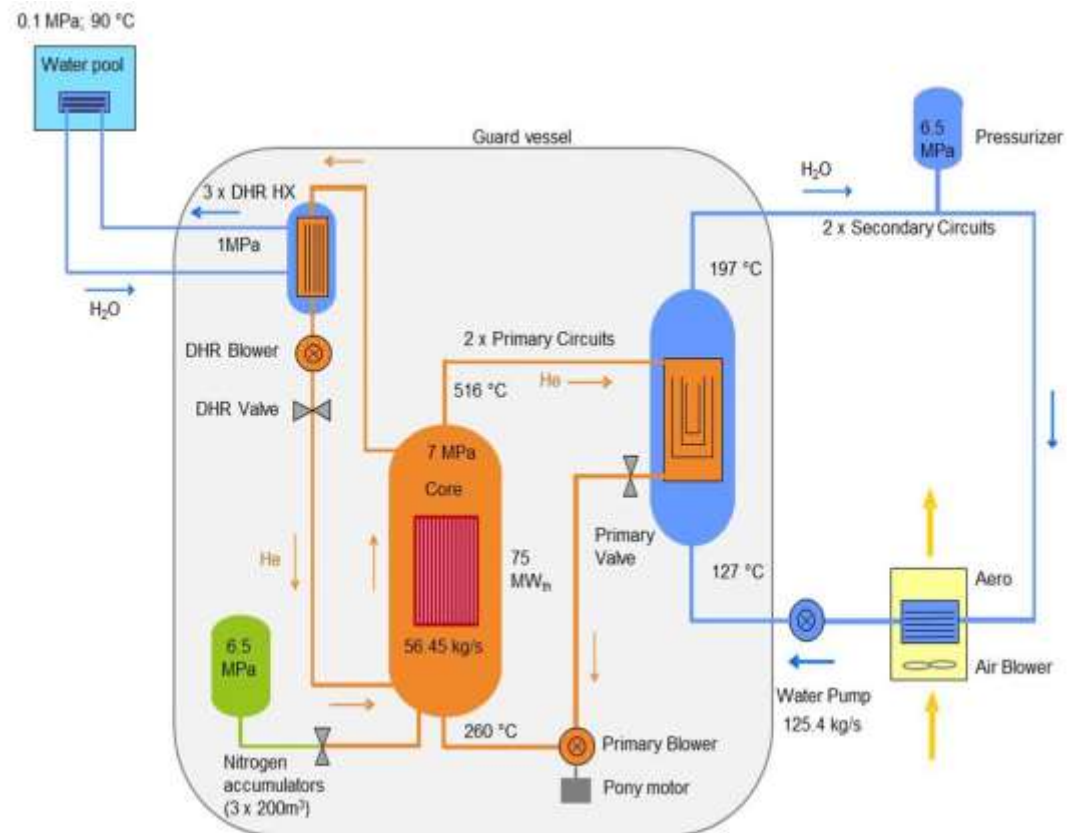 0.1 MPa; 90 °C
Water pool
Guard vessel
6.5
MPa
Pressurizer
H₂O
2 x Secondary Circuits
3 x DHR HX
1MPa
H₂O
197 °C
DHR Blower
2 x Primary Circuits
He
516 °C
DHR Valve
7 MPa
Core
Primary
Valve
He
75
MWₜₕ
127 °C
Aero
56.45 kg/s
6.5
MPa
Air Blower
Water Pump
125.4 kg/s
260 °C
Primary Blower
Nitrogen
accumulators
(3 x 200m³)
Pony motor